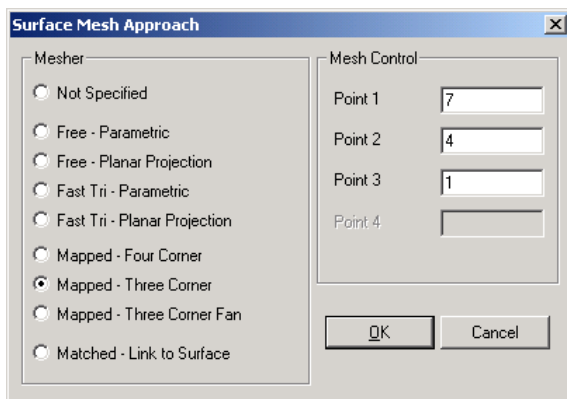 Surface Mesh Approach
Mesher
Not Specified
Free - Parametric
Free - Planar Projection
Fast Tri - Parametric
Fast Tri - Planar Projection
Mapped - Four Corner
Mapped - Three Corner
Mapped - Three Corner Fan
Matched - Link to Surface
Mesh Control
Point 1 7
Point 2 4
Point 3 1
Point 4
OK Cancel